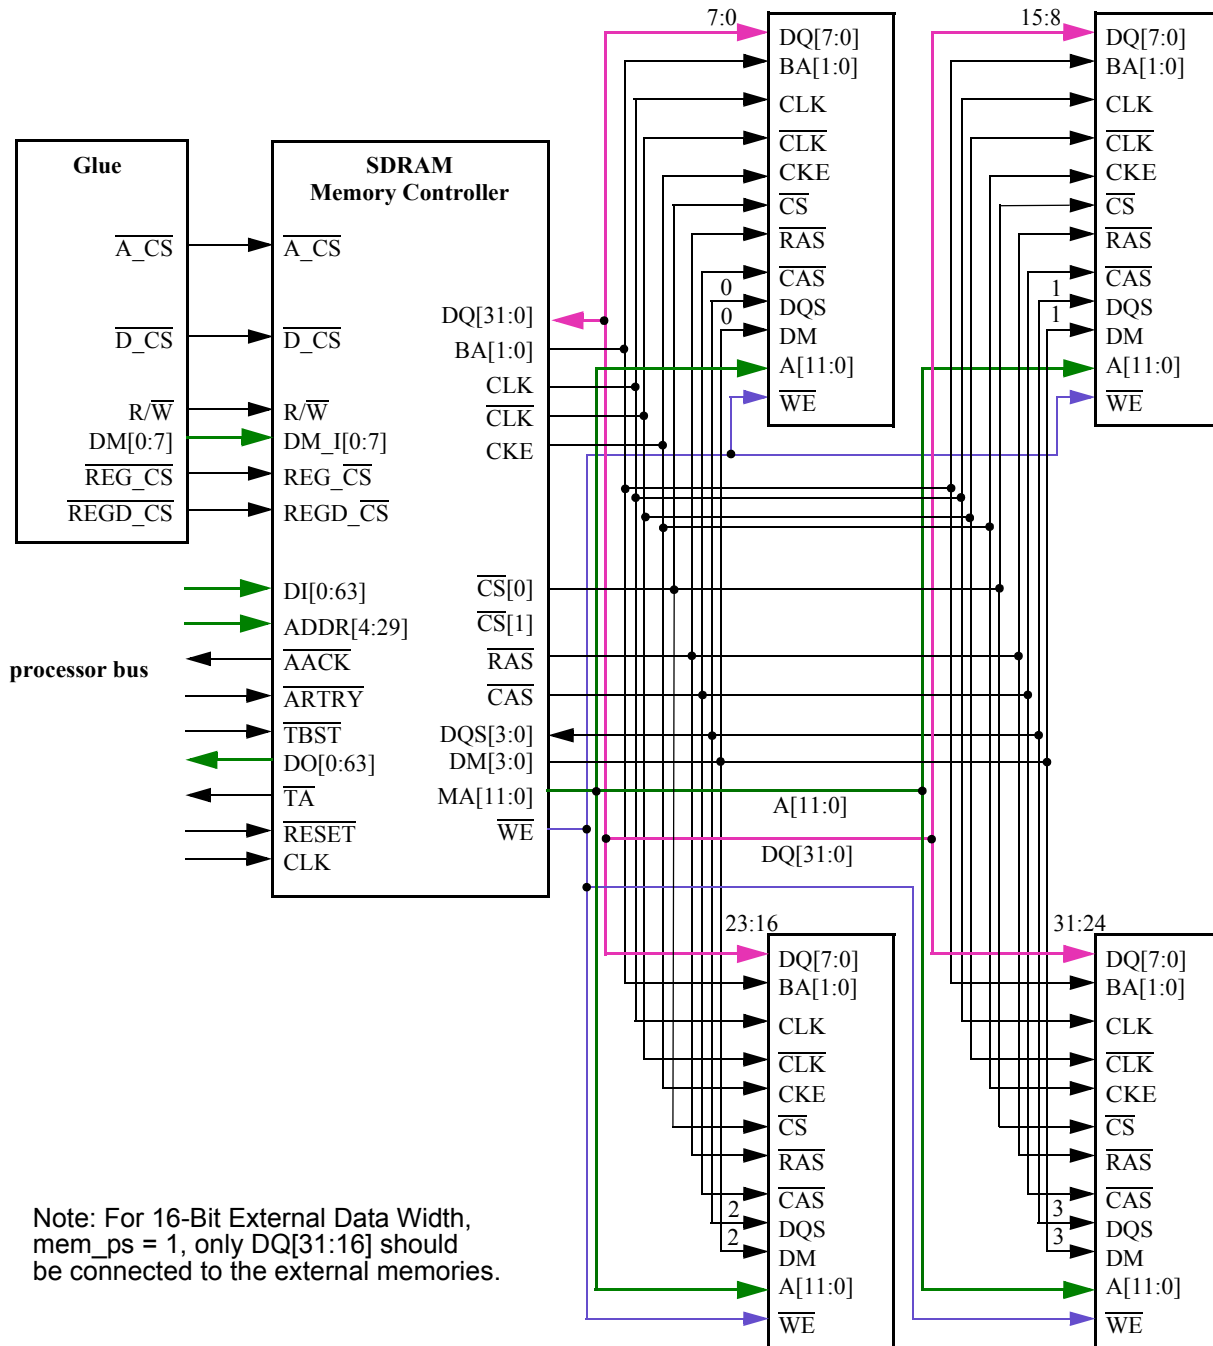 7:0
15:8
DQ[7:0]
BA[1:0]
CLK
CLK
CKE
CS
RAS
CAS
0
DQS
0
DM
A[11:0]
WE
DQ[7:0]
BA[1:0]
CLK
CLK
CKE
CS
RAS
CAS
1
DQS
1
DM
A[11:0]
WE
Glue
A_CS
D_CS
R/W
DM[0:7]
REG_CS
REGD_CS
SDRAM
Memory Controller
A_CS
D_CS
R/W
DM_I[0:7]
REG_CS
REGD_CS
DI[0:63]
ADDR[4:29]
AACK
ARTRY
TBST
DO[0:63]
TA
RESET
CLK
DQ[31:0]
BA[1:0]
CLK
CLK
CKE
CS[0]
CS[1]
RAS
CAS
DQS[3:0]
DM[3:0]
MA[11:0]
WE
processor bus
A[11:0]
DQ[31:0]
23:16
31:24
DQ[7:0]
BA[1:0]
CLK
CLK
CKE
CS
RAS
CAS
2
DQS
2
DM
A[11:0]
WE
DQ[7:0]
BA[1:0]
CLK
CLK
CKE
CS
RAS
CAS
3
DQS
3
DM
A[11:0]
WE
Note: For 16-Bit External Data Width,
mem_ps = 1, only DQ[31:16] should
be connected to the external memories.